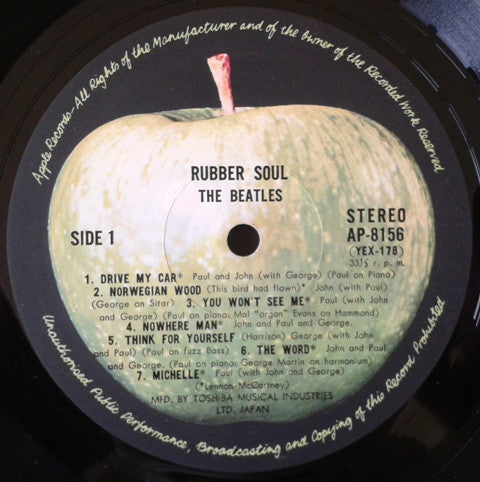 Apple Records-All Rights of the Manufacturer and of the Owner of the Recorded Work Reserved
RUBBER SOUL
THE BEATLES
SIDE 1
STEREO
AP-8156
(YEX-178)
33⅓ r. p. m.
1. DRIVE MY CAR* Paul and John (with George) (Paul on Piano)
2. NORWEGIAN WOOD (This bird had flown)* John (with Paul)
(George on Sitar) 3. YOU WON'T SEE ME* Paul (with John
and George) (Paul on piano; Mal "organ" Evans on Hammond)
4. NOWHERE MAN* John and Paul and George.
5. THINK FOR YOURSELF (Harrison) George (with John
and Paul) (Paul on fuzz Bass) 6. THE WORD* John and Paul
and George. (Paul on piano; George Martin on harmonium)
7. MICHELLE* Paul (with John and George)
(*Lennon-McCartney)
MFD. BY TOSHIBA MUSICAL INDUSTRIES
LTD. JAPAN
Unauthorised Public Performance, Broadcasting and Copying of this Record Prohibited